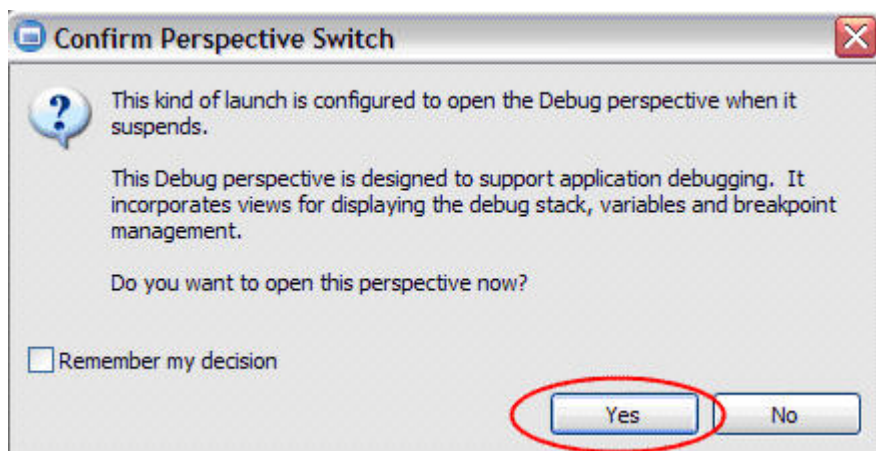 Confirm Perspective Switch
This kind of launch is configured to open the Debug perspective when it
suspends.
This Debug perspective is designed to support application debugging. It
incorporates views for displaying the debug stack, variables and breakpoint
management.
Do you want to open this perspective now?
Remember my decision
Yes No